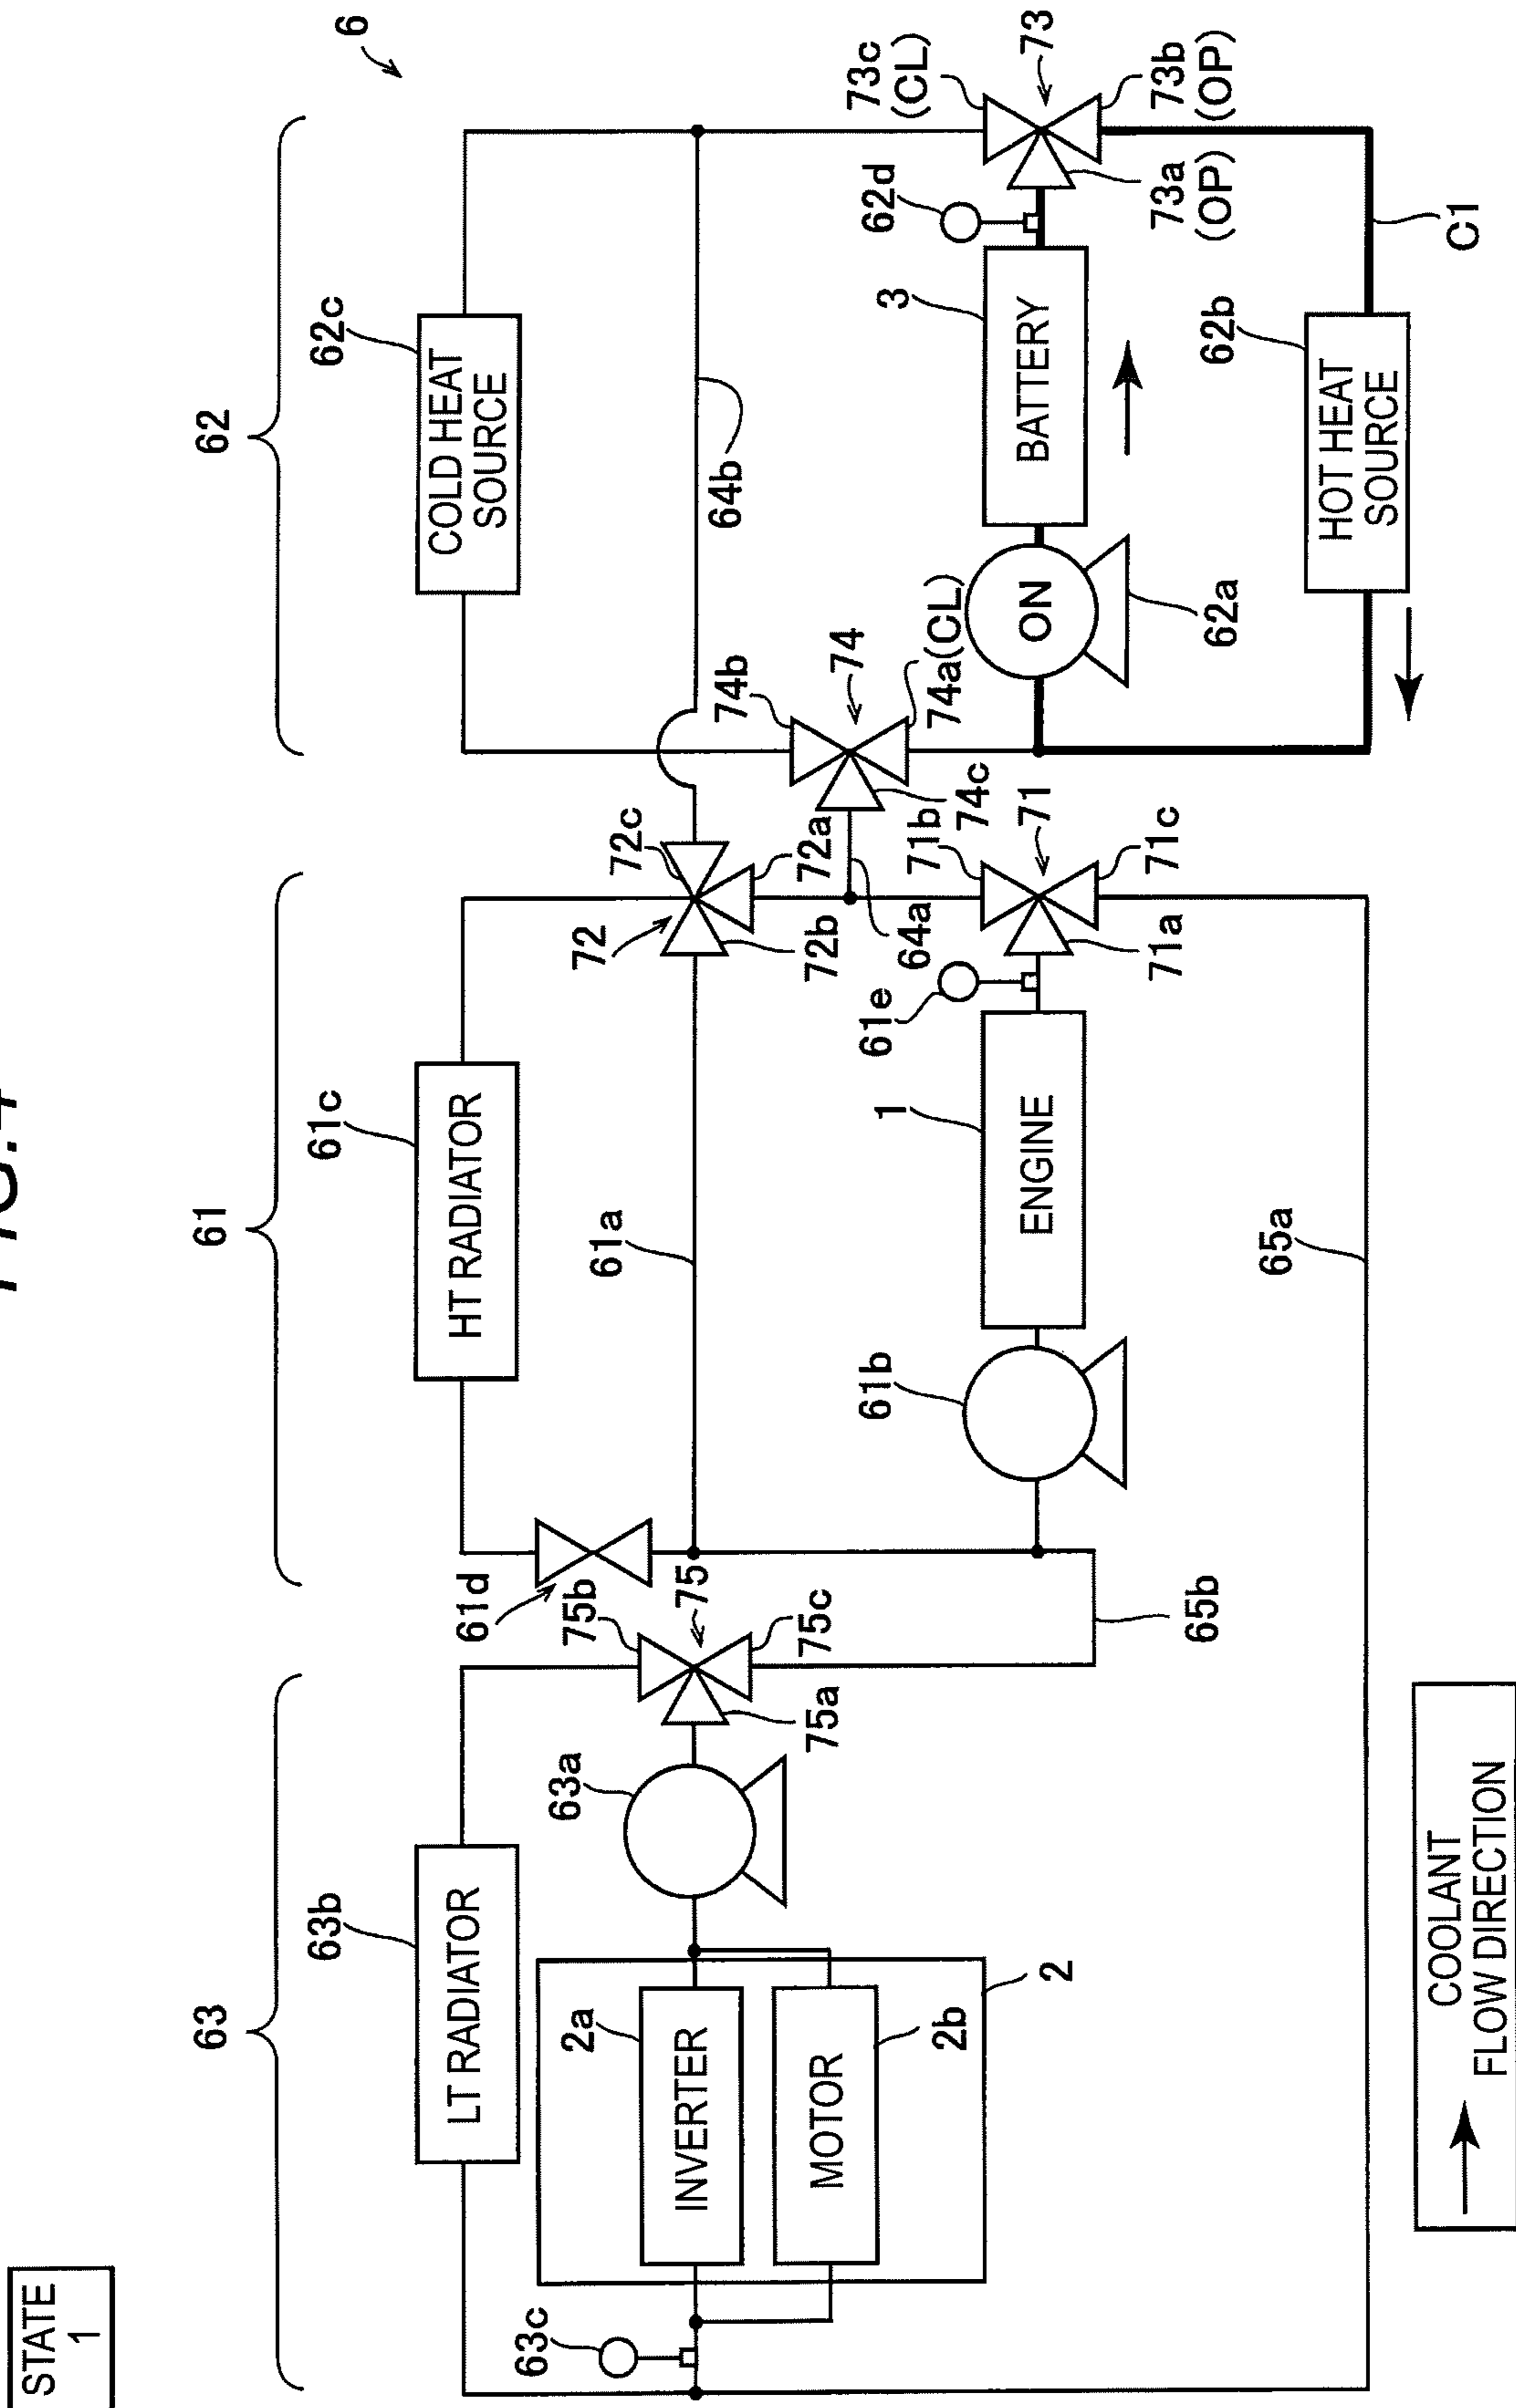 STATE
1
6
63
61
62
63b
LT RADIATOR
61c
HT RADIATOR
62c
COLD HEAT
SOURCE
63c
2a
INVERTER
MOTOR
2b
2
63a
75b
75
75c
75a
61d
61a
72
72c
72b
72a
64b
74b
74
74a(CL)
74c
64a
61b
1
ENGINE
61e
71b
71
71a
71c
ON
62a
3
BATTERY
62d
73c
(CL)
73
73a
(OP)
73b
(OP)
65b
65a
62b
HOT HEAT
SOURCE
C1
COOLANT
FLOW DIRECTION